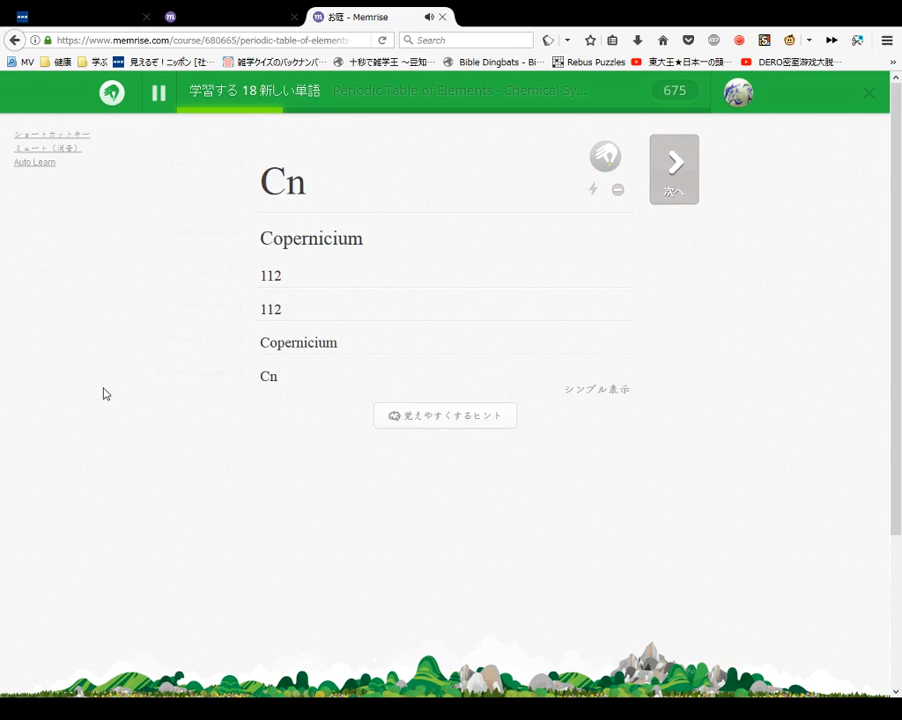 お庭 - Memrise
https://www.memrise.com/course/680665/periodic-table-of-elements-
Search
MV 健康 学ぶ 見えるぞ！ニッポン [社… 雑学クイズのバックナンバ… 十秒で雑学王 ～豆知… Bible Dingbats - Bi… Rebus Puzzles 東大王★日本一の頭… DERO密室游戏大脱…
学習する 18 新しい単語 Periodic Table of Elements - Chemical Sy… 675
ショートカットキー
ミュート（消音）
Auto Learn
Cn
次へ
Copernicium
112
112
Copernicium
Cn
シンプル表示
覚えやすくするヒント